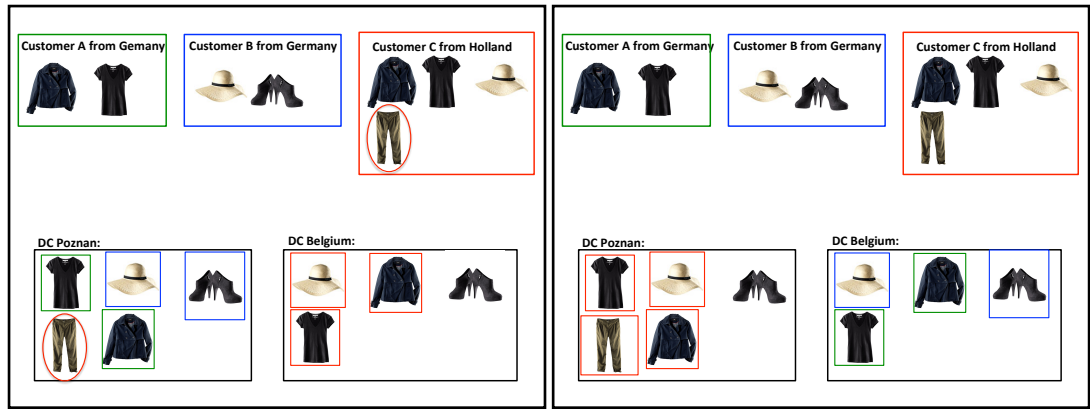 Customer A from Gemany
Customer B from Germany
Customer C from Holland
DC Poznan:
DC Belgium:
Customer A from Germany
Customer B from Germany
Customer C from Holland
DC Poznan:
DC Belgium: